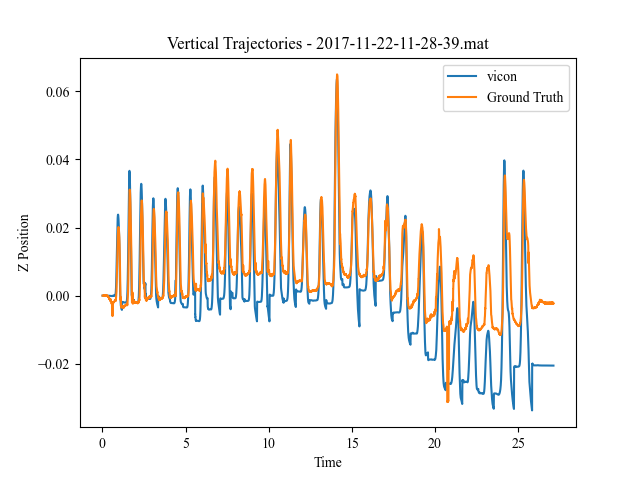 Vertical Trajectories - 2017-11-22-11-28-39.mat
vicon
Ground Truth
0.06
0.04
0.02
0.00
−0.02
Z Position
0 5 10 15 20 25
Time